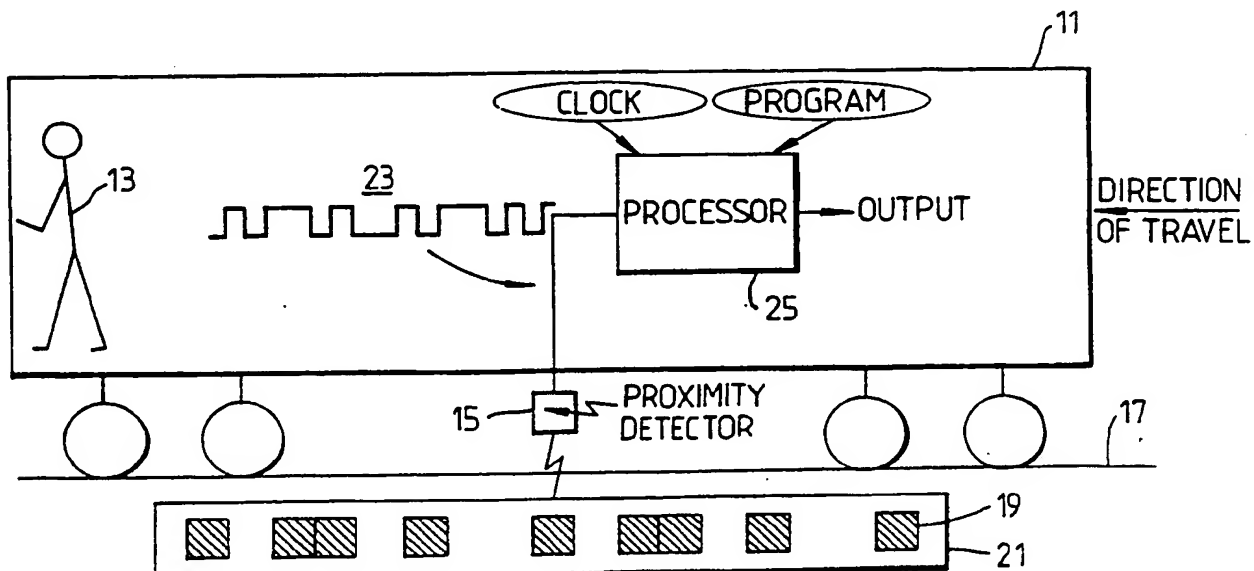 11
CLOCK
PROGRAM
13
23
PROCESSOR
OUTPUT
DIRECTION
OF TRAVEL
25
15
PROXIMITY
DETECTOR
17
19
21